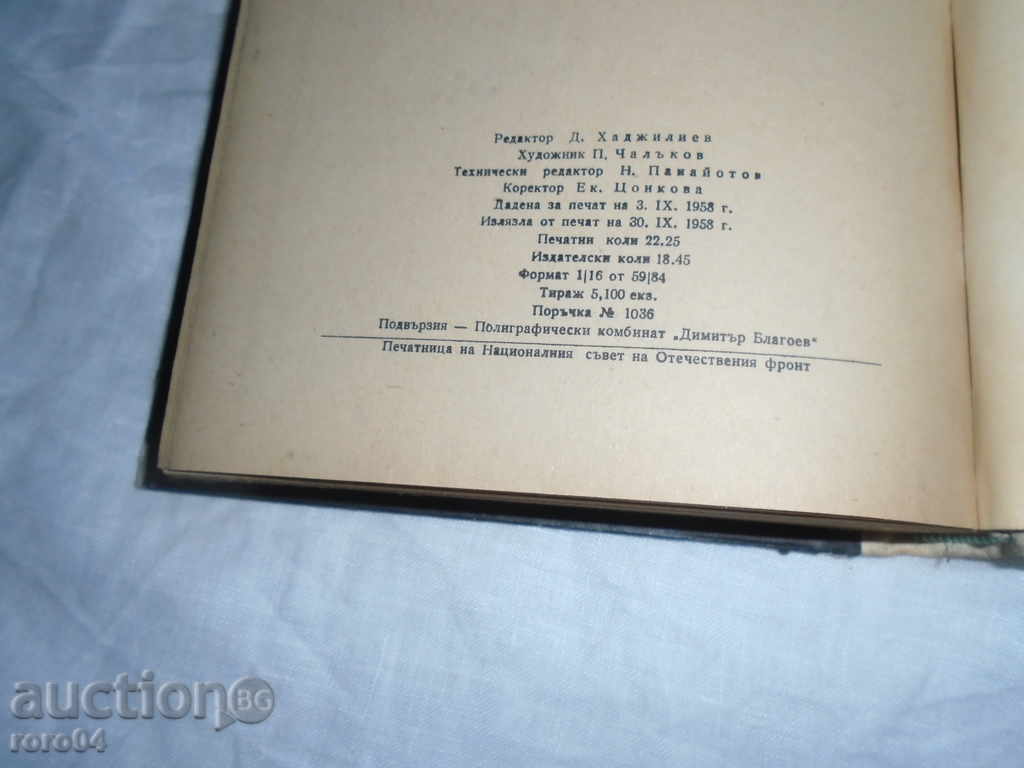 Редактор Д. Хаджилиев
Художник П. Чалъков
Технически редактор Н. Панайотов
Коректор Ек. Цонкова
Дадена за печат на 3. IX. 1958 г.
Излязла от печат на 30. IX. 1958 г.
Печатни коли 22.25
Издателски коли 18.45
Формат 1|16 от 59|84
Тираж 5,100 екз.
Поръчка № 1036
Подвързия — Полиграфически комбинат „Димитър Благоев“
Печатница на Националния съвет на Отечествения фронт
auction BG
roro04